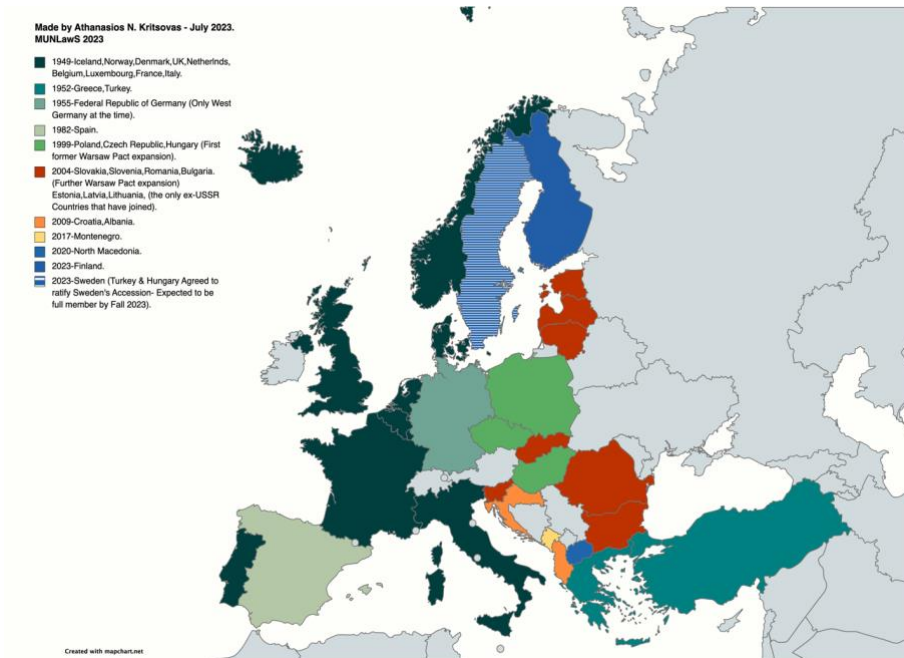 Made by Athanasios N. Kritsovas - July 2023.
MUNLawS 2023
1949-Iceland,Norway,Denmark,UK,Netherlnds,
Belgium,Luxembourg,France,Italy.
1952-Greece,Turkey.
1955-Federal Republic of Germany (Only West
Germany at the time).
1982-Spain.
1999-Poland,Czech Republic,Hungary (First
former Warsaw Pact expansion).
2004-Slovakia,Slovenia,Romania,Bulgaria.
(Further Warsaw Pact expansion)
Estonia,Latvia,Lithuania, (the only ex-USSR
Countries that have joined).
2009-Croatia,Albania.
2017-Montenegro.
2020-North Macedonia.
2023-Finland.
2023-Sweden (Turkey & Hungary Agreed to
ratify Sweden's Accession- Expected to be
full member by Fall 2023).
Created with mapchart.net